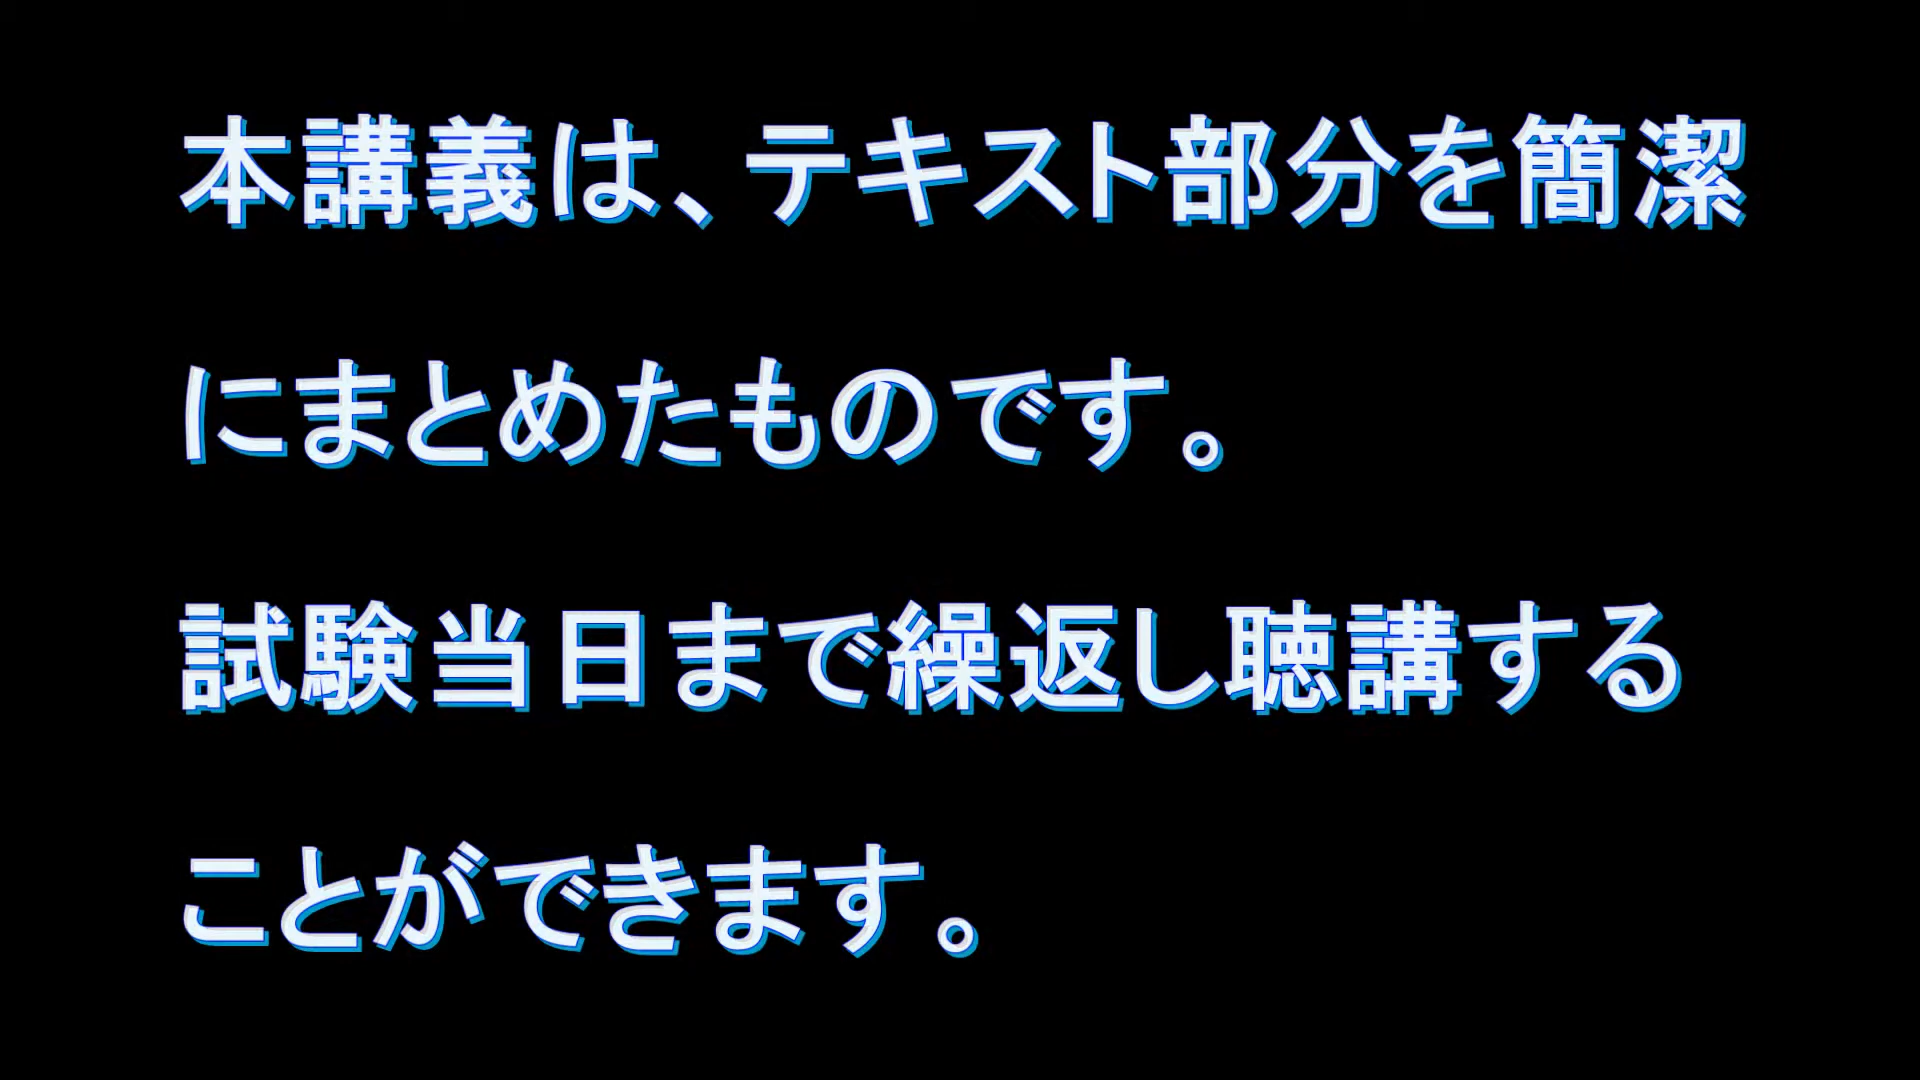 本講義は、テキスト部分を簡潔
にまとめたものです。
試験当日まで繰返し聴講する
ことができます。